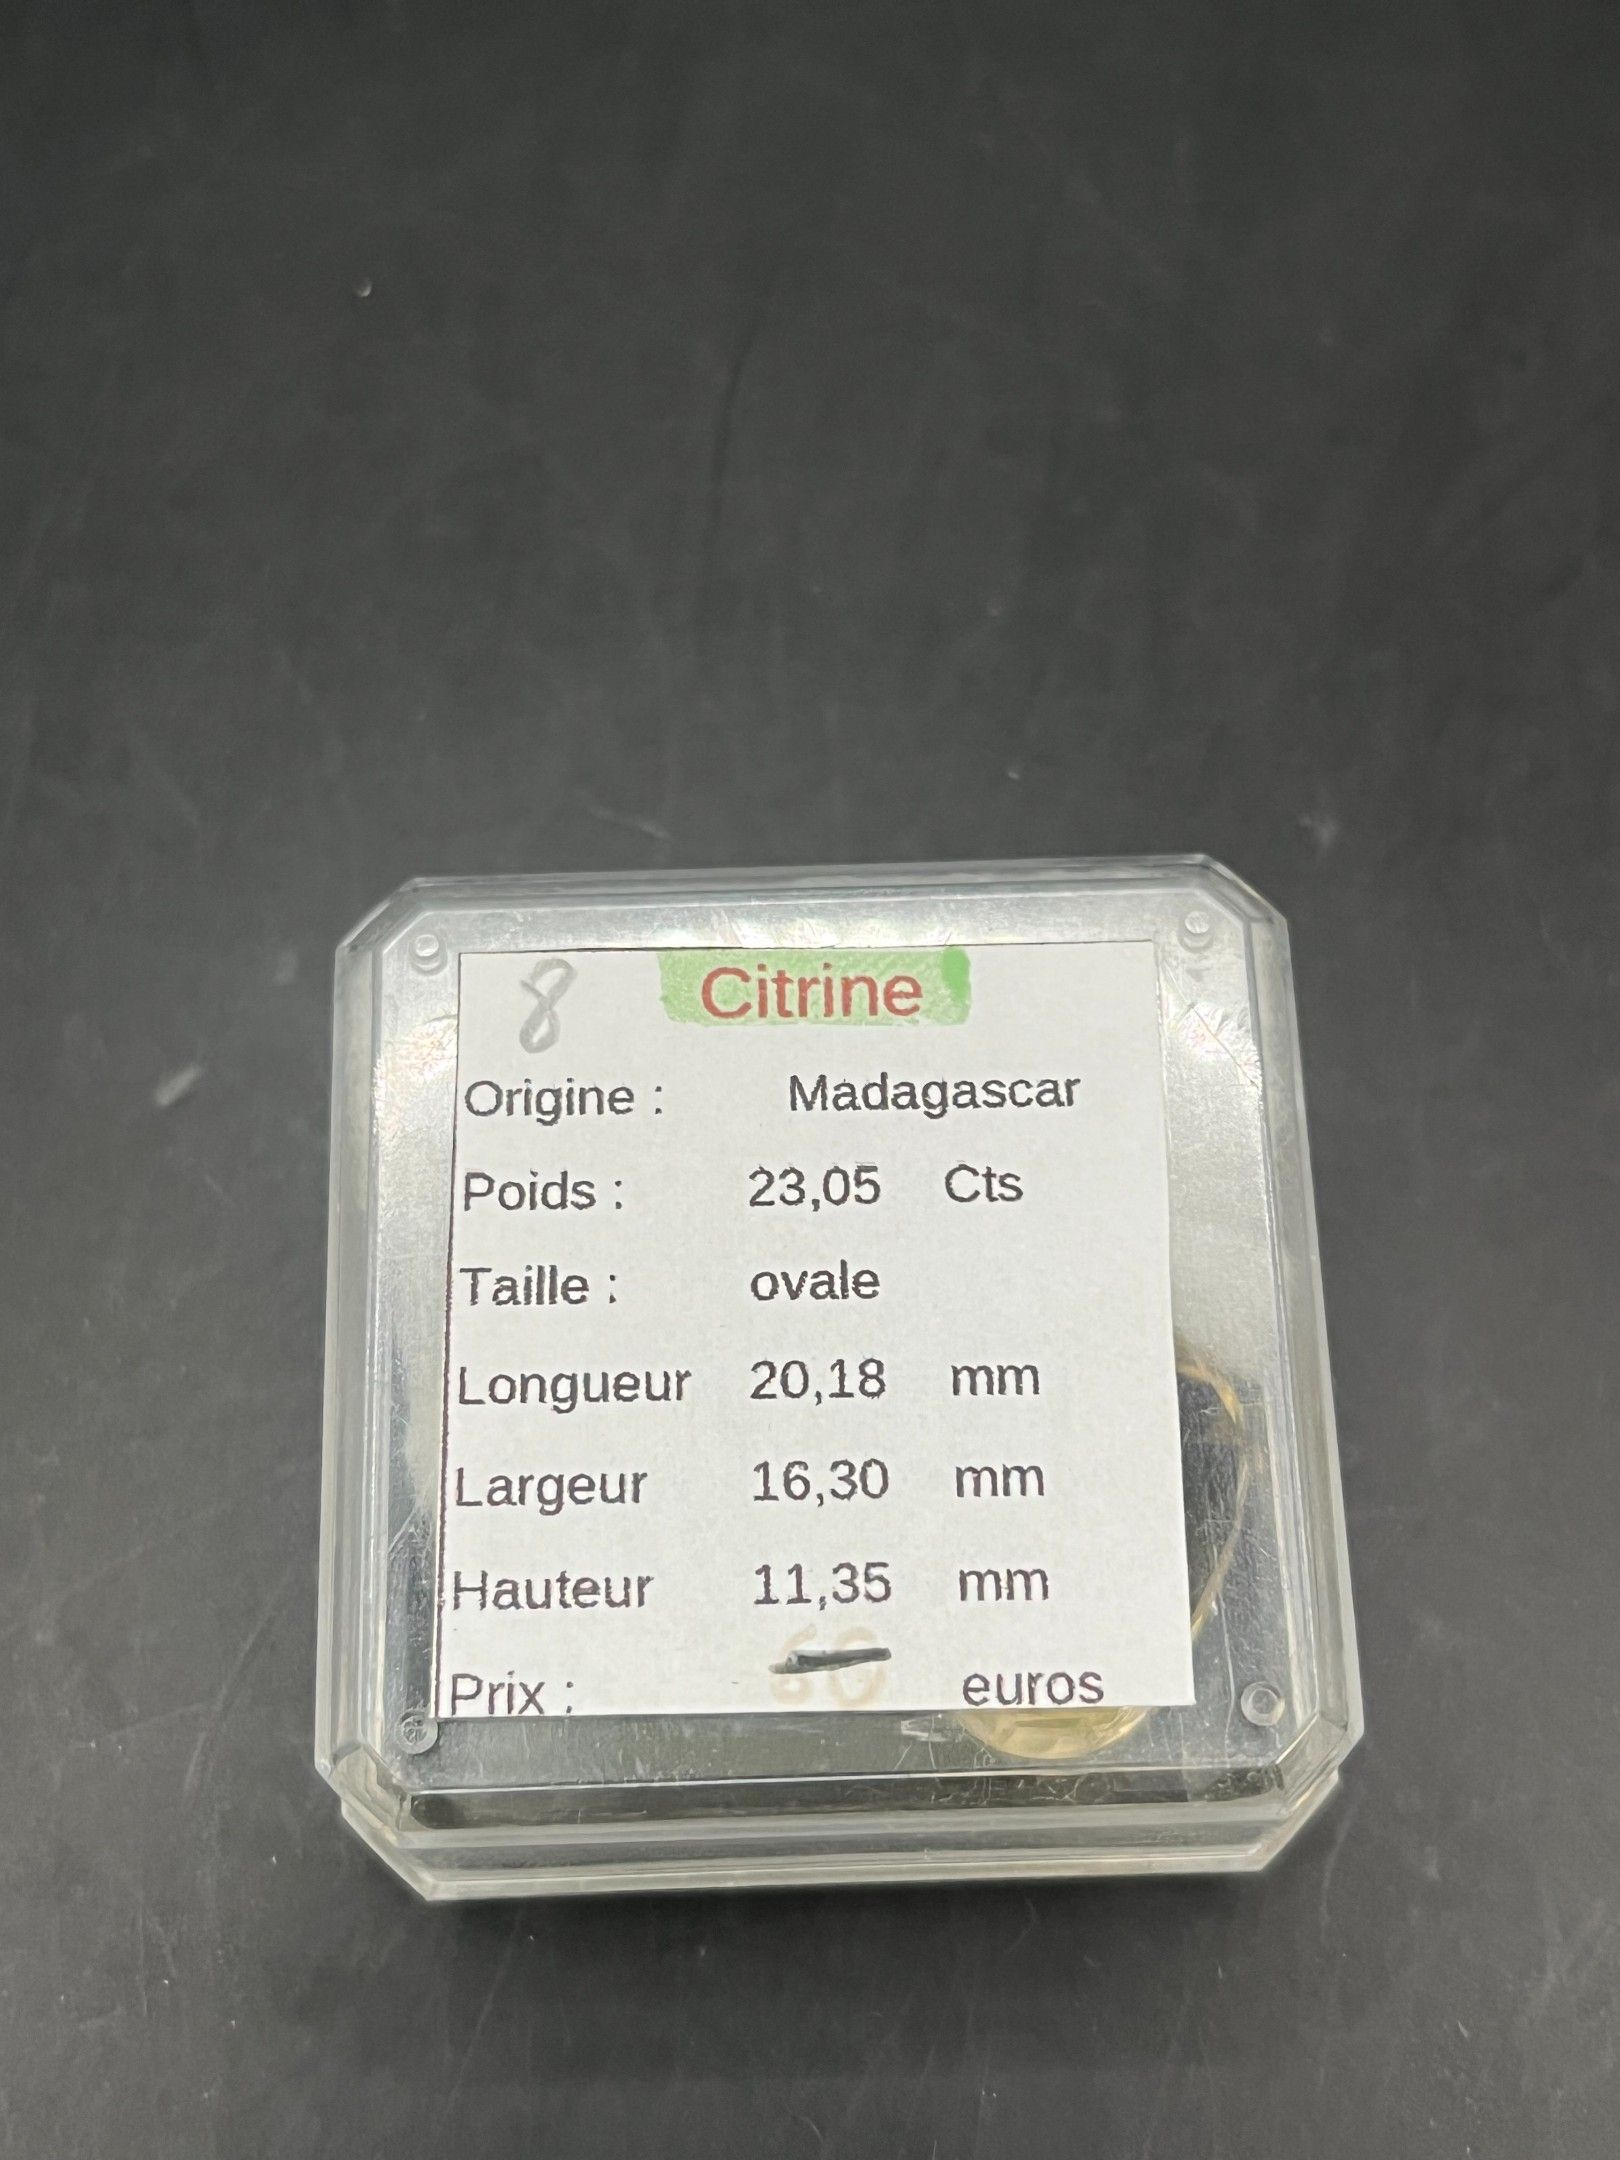 8 Citrine
Origine : Madagascar
Poids : 23,05 Cts
Taille : ovale
Longueur 20,18 mm
Largeur 16,30 mm
Hauteur 11,35 mm
Prix : 60 euros